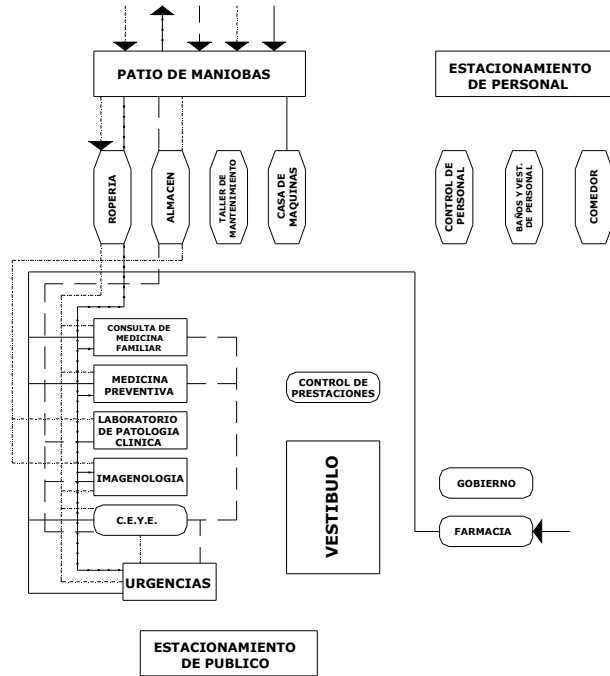 PATIO DE MANIOBAS
ESTACIONAMIENTO
DE PERSONAL
ROPERIA
ALMACEN
TALLER DE
MANTENIMIENTO
CASA DE
MAQUINAS
CONTROL DE
PERSONAL
BAÑOS Y VEST.
DE PERSONAL
COMEDOR
CONSULTA DE
MEDICINA
FAMILIAR
MEDICINA
PREVENTIVA
LABORATORIO
DE PATOLOGIA
CLINICA
IMAGENOLOGIA
C.E.Y.E.
URGENCIAS
CONTROL DE
PRESTACIONES
VESTIBULO
GOBIERNO
FARMACIA
ESTACIONAMIENTO
DE PUBLICO